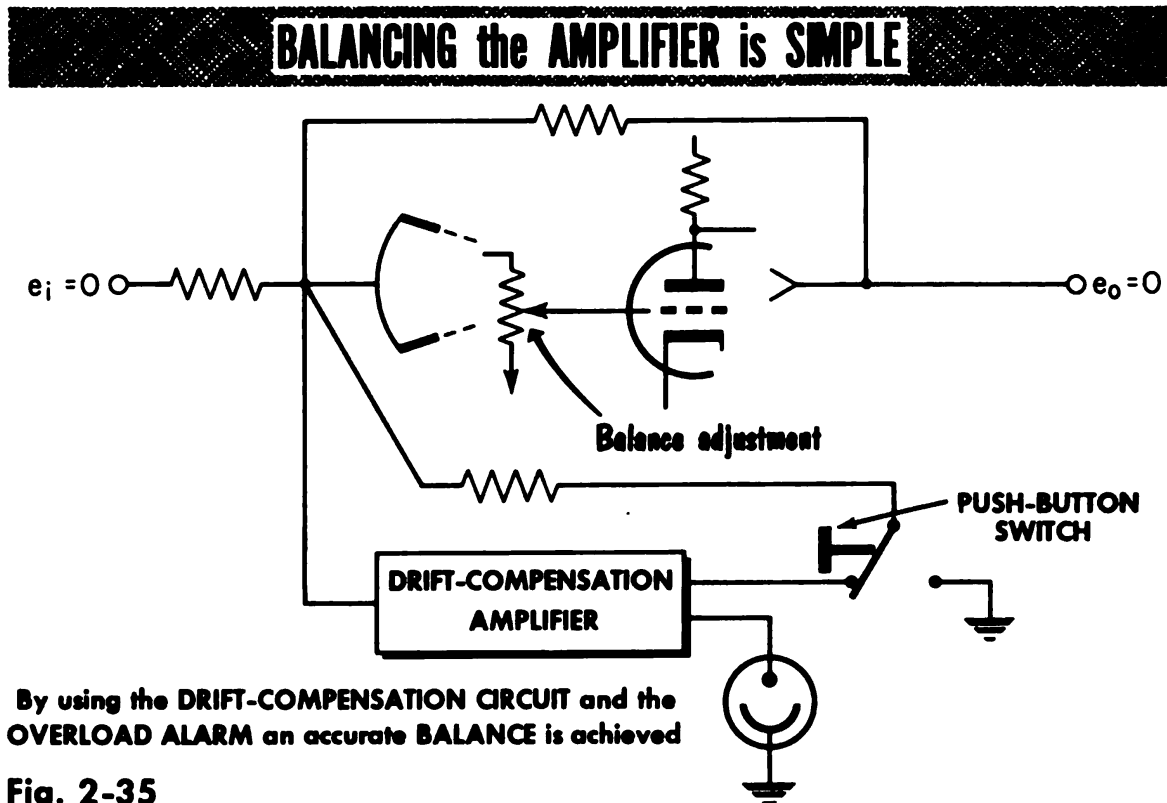 BALANCING the AMPLIFIER is SIMPLE
eᵢ =0
eₒ =0
Balance adjustment
PUSH-BUTTON
SWITCH
DRIFT-COMPENSATION
AMPLIFIER
By using the DRIFT-COMPENSATION CIRCUIT and the
OVERLOAD ALARM an accurate BALANCE is achieved
Fig. 2-35